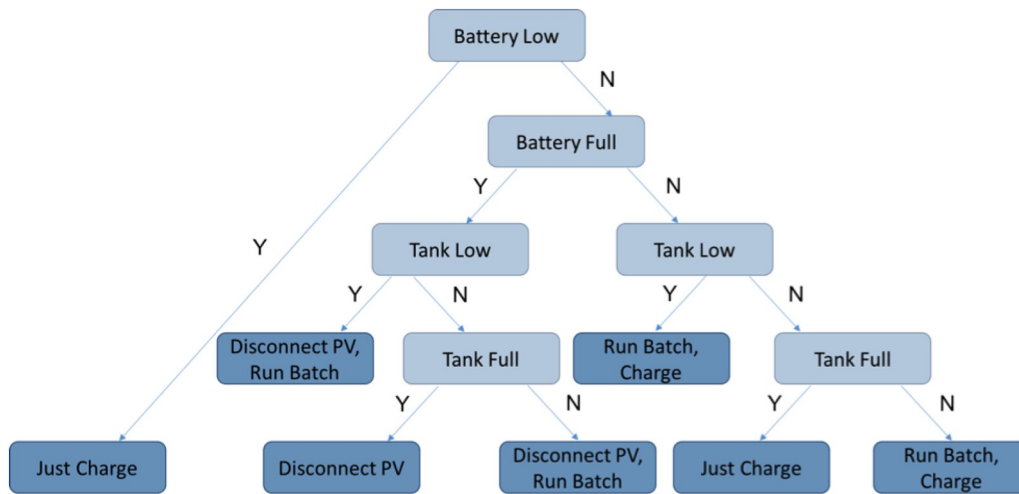 Battery Low
N
Battery Full
Y
N
Y
Tank Low
Tank Low
Y
N
Y
N
Disconnect PV,
Run Batch
Tank Full
Run Batch,
Charge
Tank Full
Y
N
Y
N
Just Charge
Disconnect PV
Disconnect PV,
Run Batch
Just Charge
Run Batch,
Charge